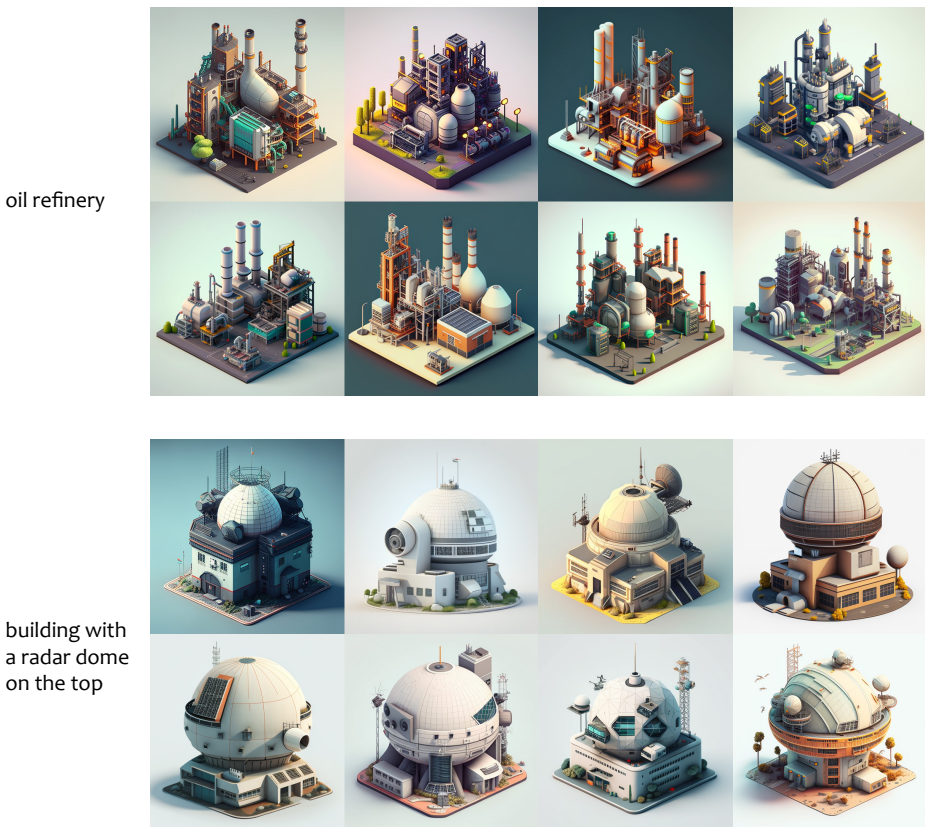 oil refinery
building with
a radar dome
on the top